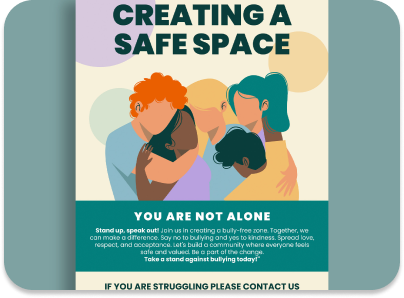 CREATING A
SAFE SPACE
YOU ARE NOT ALONE
Stand up, speak out! Join us in creating a bully-free zone. Together, we
can make a difference. Say no to bullying and yes to kindness. Spread love,
respect, and acceptance. Let's build a community where everyone feels
safe and valued. Be a part of the change.
Take a stand against bullying today!"
IF YOU ARE STRUGGLING PLEASE CONTACT US